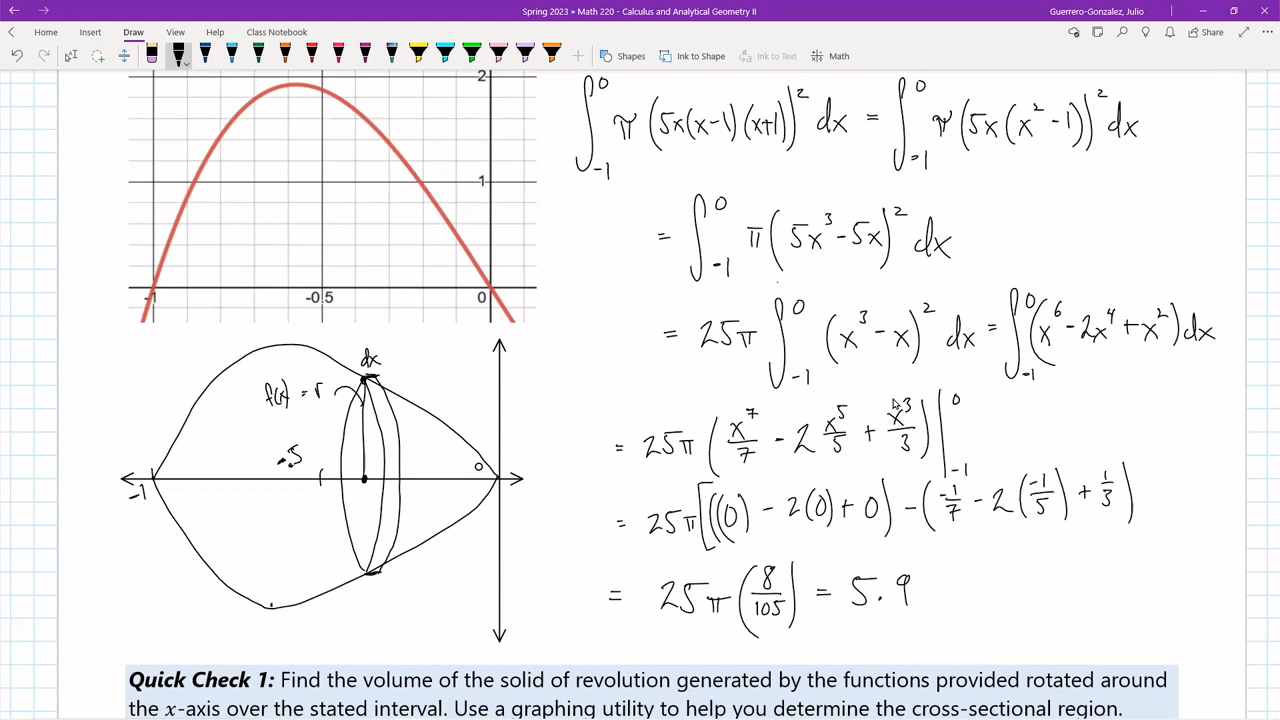 Spring 2023 » Math 220 - Calculus and Analytical Geometry II
Guerrero-Gonzalez, Julio
Home Insert Draw View Help Class Notebook
Share
Shapes Ink to Shape Ink to Text Math
2
1
-1 -0.5 0
∫_{-1}^{0} π(5x(x-1)(x+1))² dx = ∫_{-1}^{0} π(5x(x²-1))² dx
= ∫_{-1}^{0} π(5x³-5x)² dx
= 25π ∫_{-1}^{0} (x³-x)² dx = ∫_{-1}^{0} (x⁶-2x⁴+x²)dx
= 25π (x⁷/7 - 2 x⁵/5 + x³/3) |_{-1}^{0}
= 25π[((0) - 2(0) + 0) - (-1/7 - 2(-1/5) + 1/3)
= 25π (8/105) = 5.9
dx
f(x) = r
-.5
0
-1
Quick Check 1: Find the volume of the solid of revolution generated by the functions provided rotated around
the x-axis over the stated interval. Use a graphing utility to help you determine the cross-sectional region.